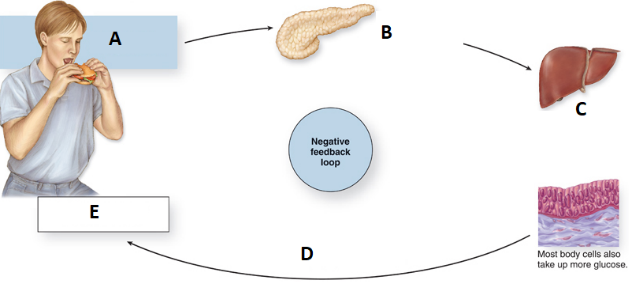 A
B
C
Negative
feedback
loop
E
D
Most body cells also
take up more glucose.